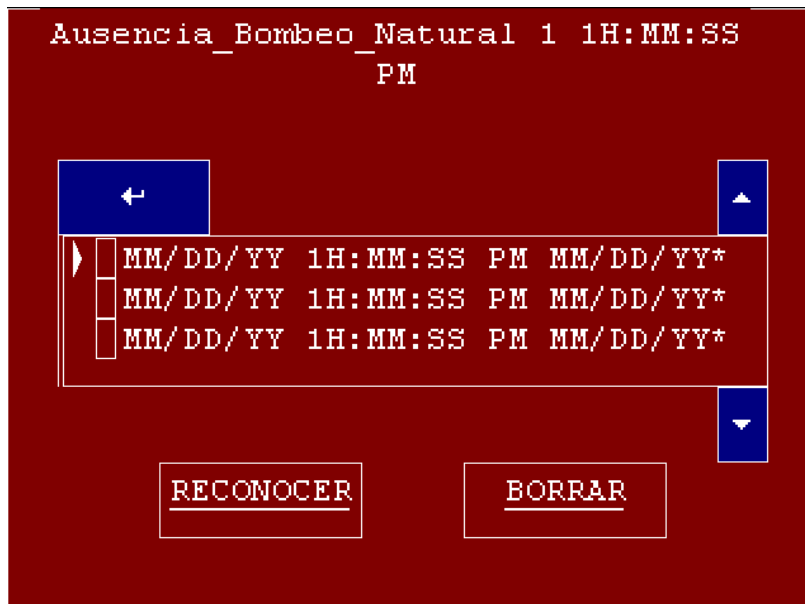 Ausencia_Bombeo_Natural 1 1H:MM:SS
PM
MM/DD/YY 1H:MM:SS PM MM/DD/YY*
MM/DD/YY 1H:MM:SS PM MM/DD/YY*
MM/DD/YY 1H:MM:SS PM MM/DD/YY*
RECONOCER BORRAR